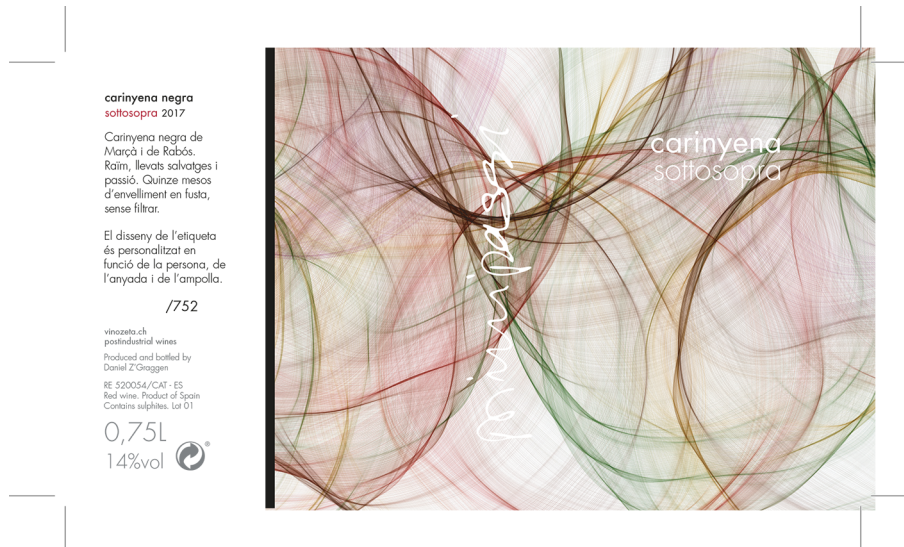 carinyena negra
sottosopra 2017
Carinyena negra de
Marçà i de Rabós.
Raïm, llevats salvatges i
passió. Quinze mesos
d'envelliment en fusta,
sense filtrar.
El disseny de l'etiqueta
és personalitzat en
funció de la persona, de
l'anyada i de l'ampolla.
/752
vinozeta.ch
postindustrial wines
Produced and bottled by
Daniel Z'Graggen
RE 520054/CAT - ES
Red wine. Product of Spain
Contains sulphites. Lot 01
0,75L
14%vol
®
carinyena
sottosopra